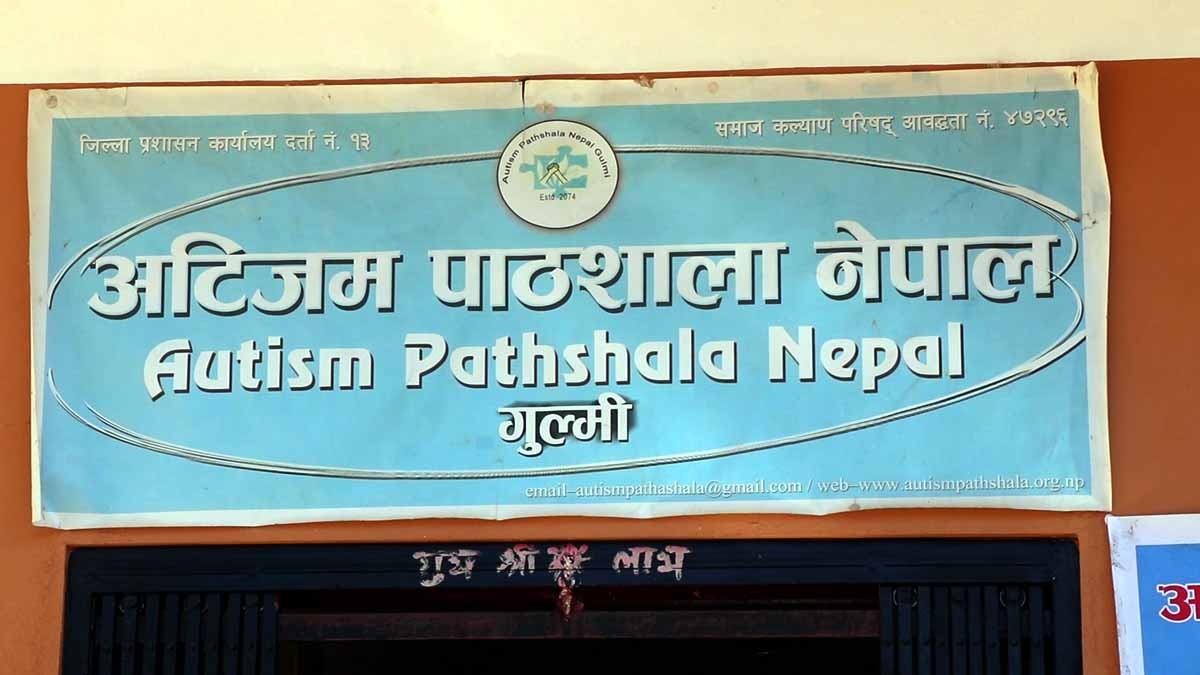 जिल्ला प्रशासन कार्यालय दर्ता नं. १३
समाज कल्याण परिषद् आवद्धता नं. ४७२९६
Autism Pathshala Nepal Gulmi
Estd-2074
अटिजम पाठशाला नेपाल
Autism Pathshala Nepal
गुल्मी
email-autismpathashala@gmail.com / web-www.autismpathshala.org.np
श्री लाभ